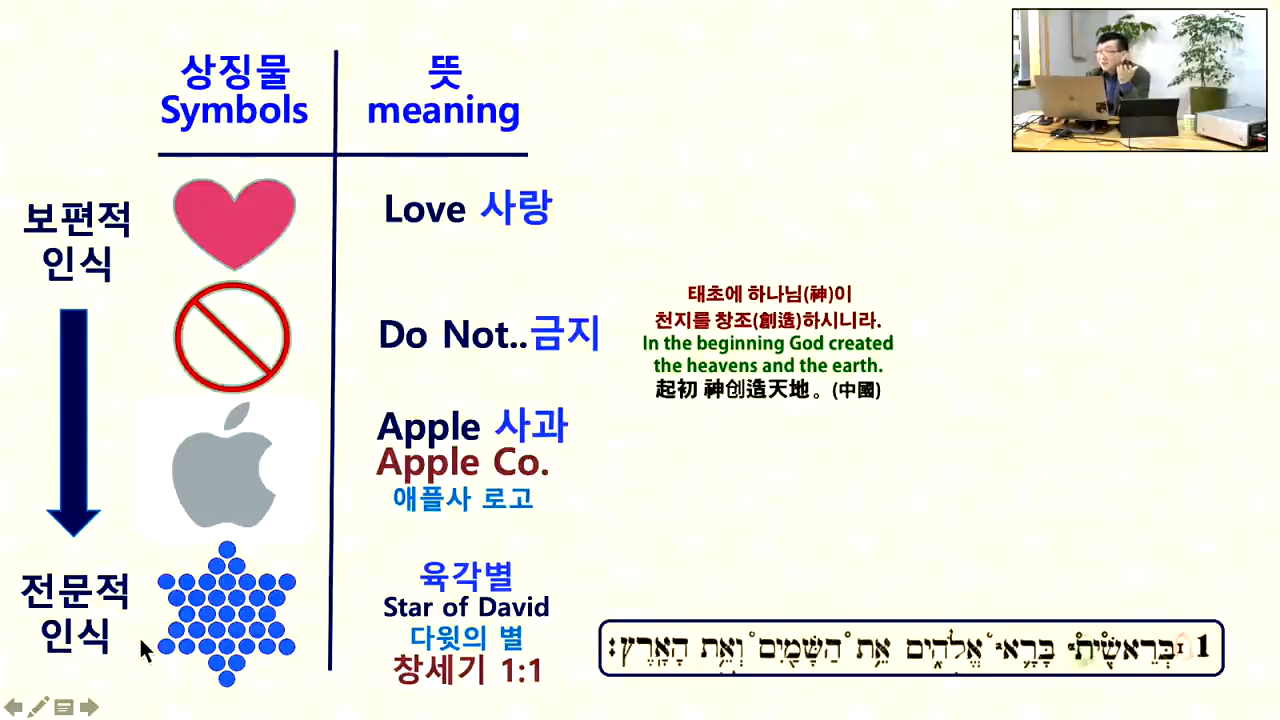 상징물
Symbols
뜻
meaning
보편적
인식
Love 사랑
Do Not..금지
Apple 사과
Apple Co.
애플사 로고
전문적
인식
육각별
Star of David
다윗의 별
창세기 1:1
태초에 하나님(神)이
천지를 창조(創造)하시니라.
In the beginning God created
the heavens and the earth.
起初 神创造天地。(中國)
1 בְּרֵאשִׁ֖ית בָּרָ֣א אֱלֹהִ֑ים אֵ֥ת הַשָּׁמַ֖יִם וְאֵ֥ת הָאָֽרֶץ׃